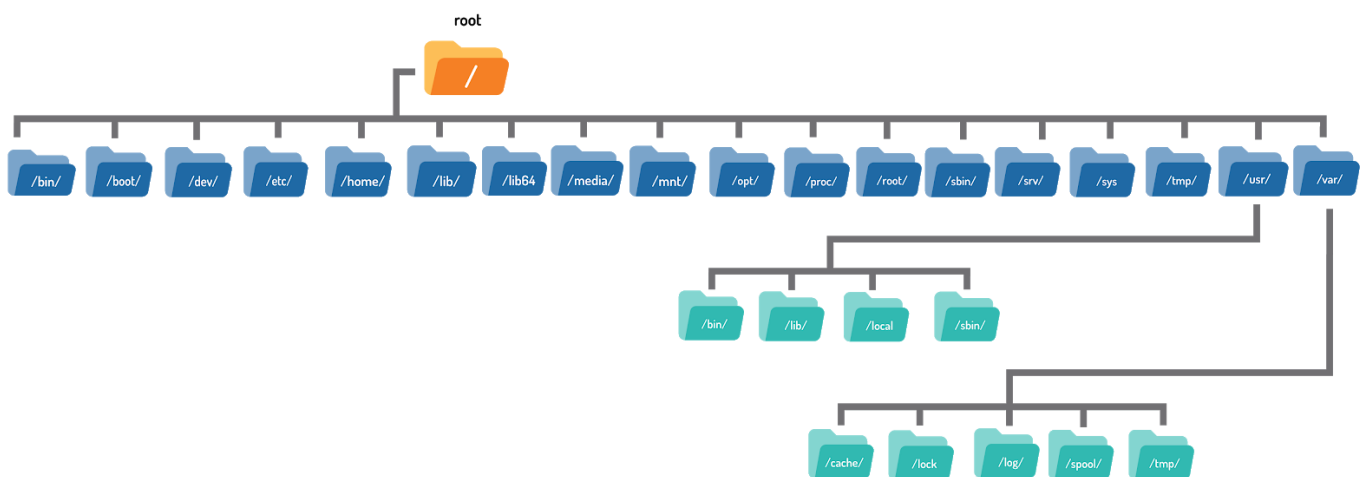 root
/
/bin/ /boot/ /dev/ /etc/ /home/ /lib/ /lib64 /media/ /mnt/ /opt/ /proc/ /root/ /sbin/ /srv/ /sys /tmp/ /usr/ /var/
/bin/ /lib/ /local /sbin/
/cache/ /lock /log/ /spool/ /tmp/